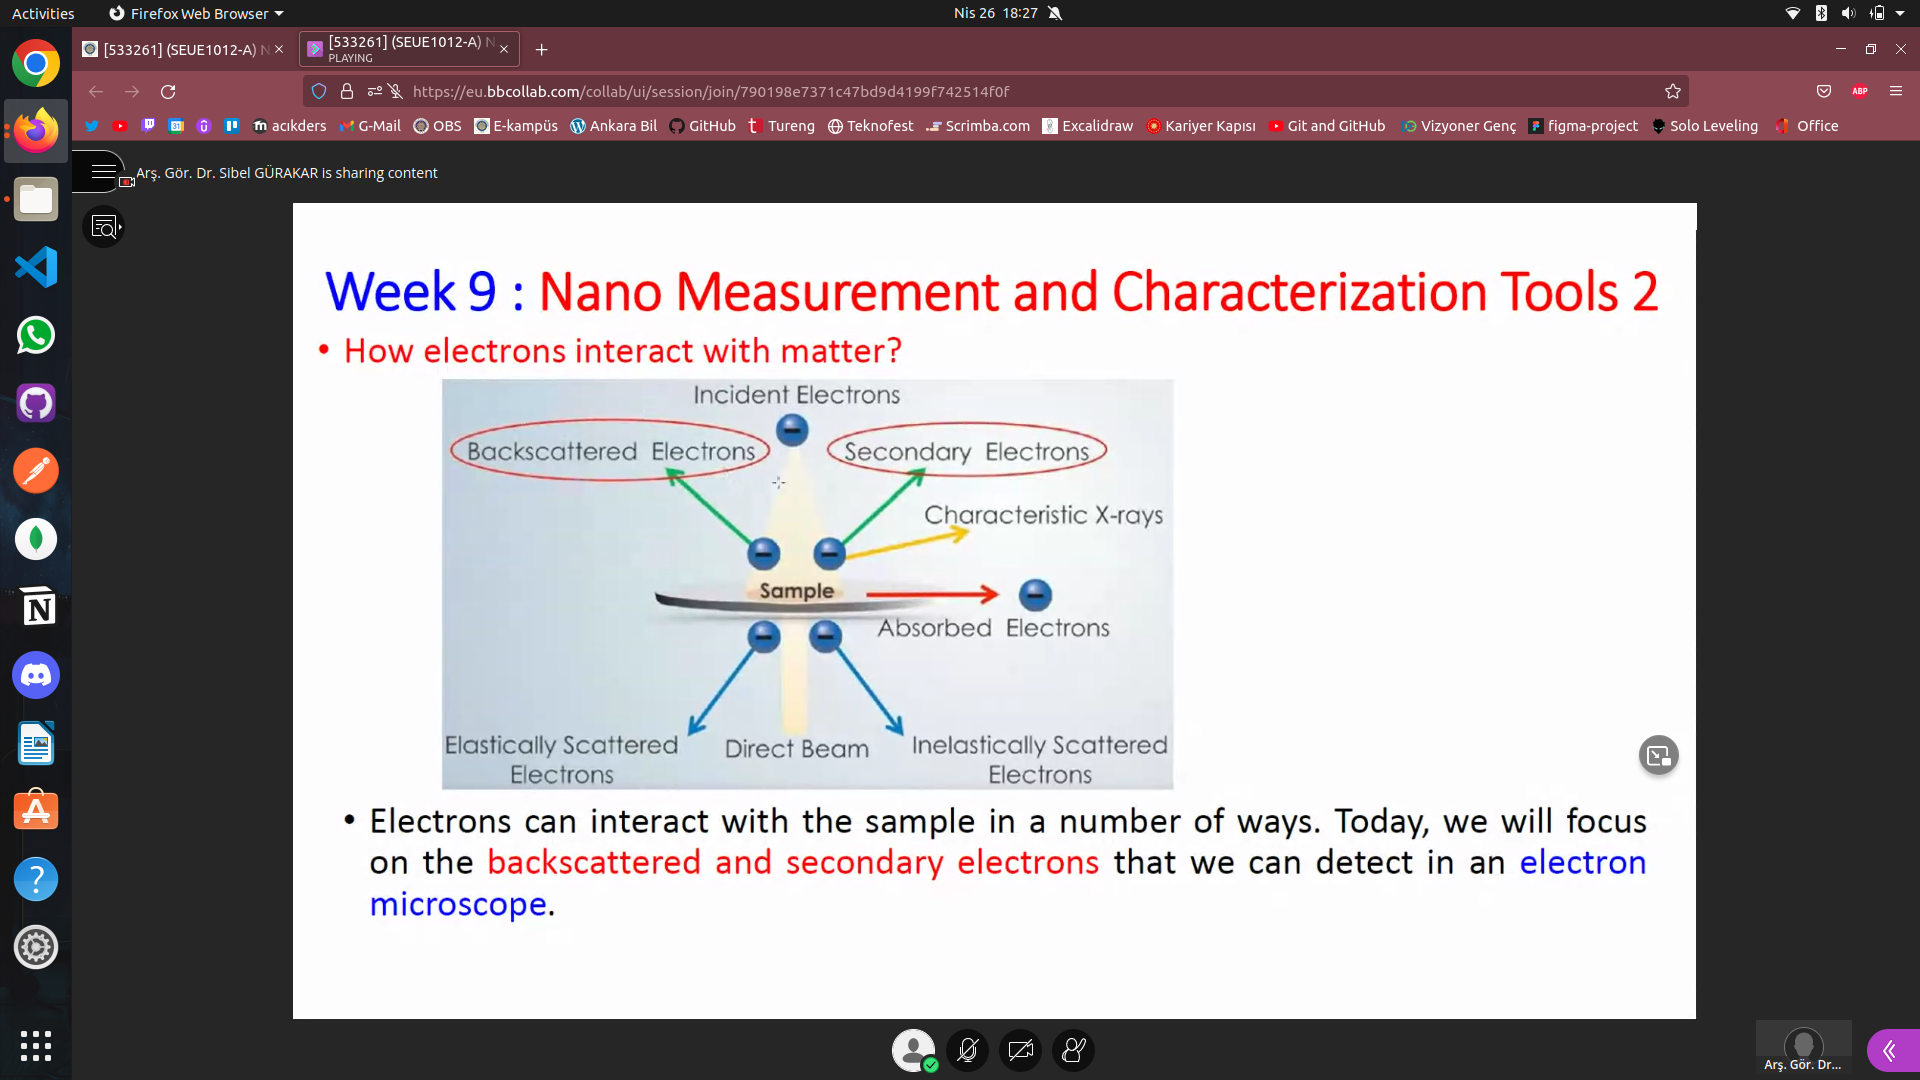 Activities
Firefox Web Browser
Nis 26 18:27
[533261] (SEUE1012-A) N
[533261] (SEUE1012-A) N
PLAYING
https://eu.bbcollab.com/collab/ui/session/join/790198e7371c47bd9d4199f742514f0f
ABP
acıkders
G-Mail
OBS
E-kampüs
Ankara Bil
GitHub
Tureng
Teknofest
Scrimba.com
Excalidraw
Kariyer Kapısı
Git and GitHub
Vizyoner Genç
figma-project
Solo Leveling
Office
Arş. Gör. Dr. Sibel GÜRAKAR is sharing content
Week 9 : Nano Measurement and Characterization Tools 2
• How electrons interact with matter?
Incident Electrons
Backscattered Electrons
Secondary Electrons
Characteristic X-rays
Sample
Absorbed Electrons
Elastically Scattered
Electrons
Direct Beam
Inelastically Scattered
Electrons
• Electrons can interact with the sample in a number of ways. Today, we will focus
on the backscattered and secondary electrons that we can detect in an electron
microscope.
Arş. Gör. Dr...